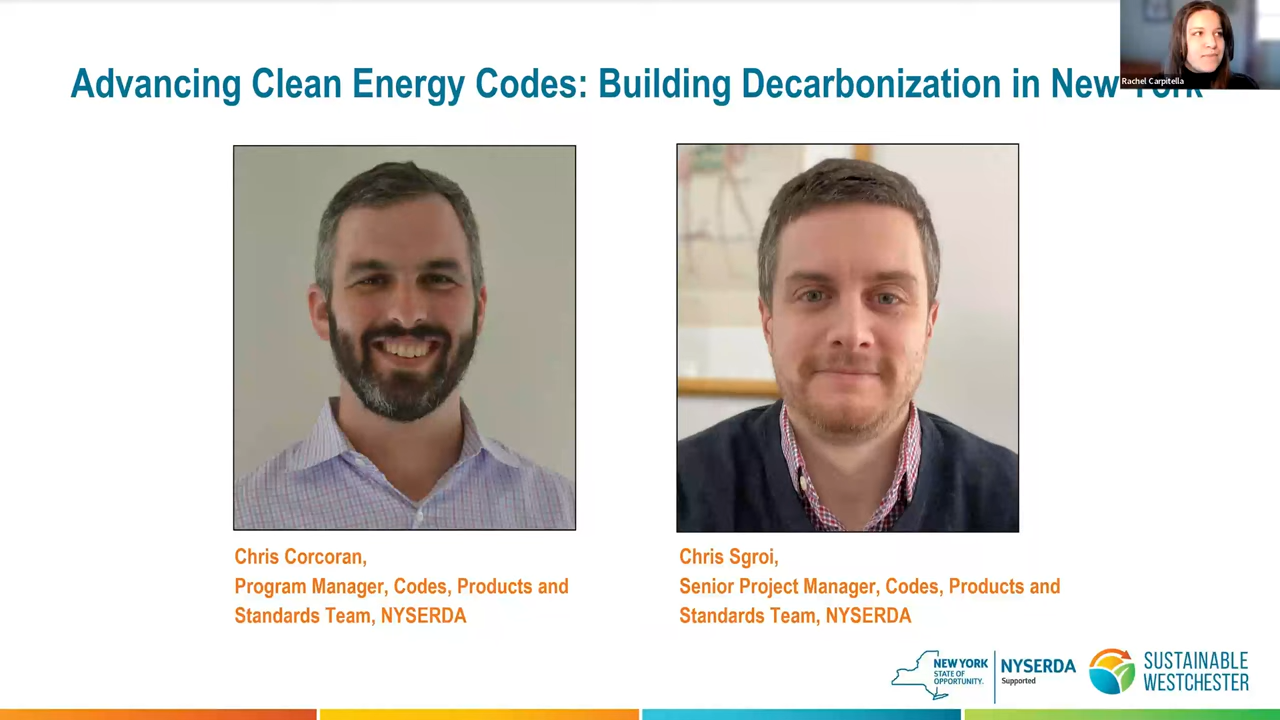 Advancing Clean Energy Codes: Building Decarbonization in New York
Rachel Carpitella
Chris Corcoran,
Program Manager, Codes, Products and
Standards Team, NYSERDA
Chris Sgroi,
Senior Project Manager, Codes, Products and
Standards Team, NYSERDA
NEW YORK
STATE OF
OPPORTUNITY.
NYSERDA
Supported
SUSTAINABLE
WESTCHESTER